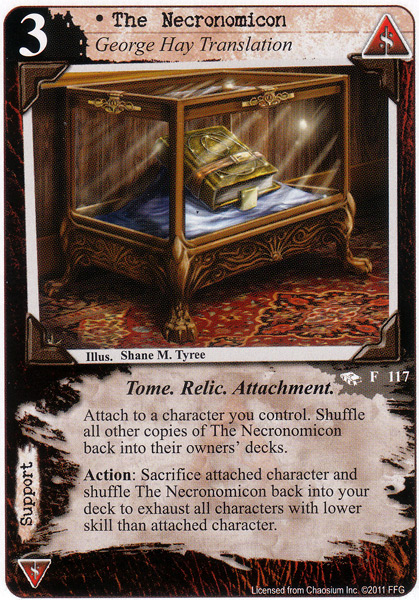 3
• The Necronomicon
George Hay Translation
Illus. Shane M. Tyree
F 117
Tome. Relic. Attachment.
Attach to a character you control. Shuffle
all other copies of The Necronomicon
back into their owners' decks.
Action: Sacrifice attached character and
shuffle The Necronomicon back into your
deck to exhaust all characters with lower
skill than attached character.
Support
Licensed from Chaosium Inc. ©2011 FFG